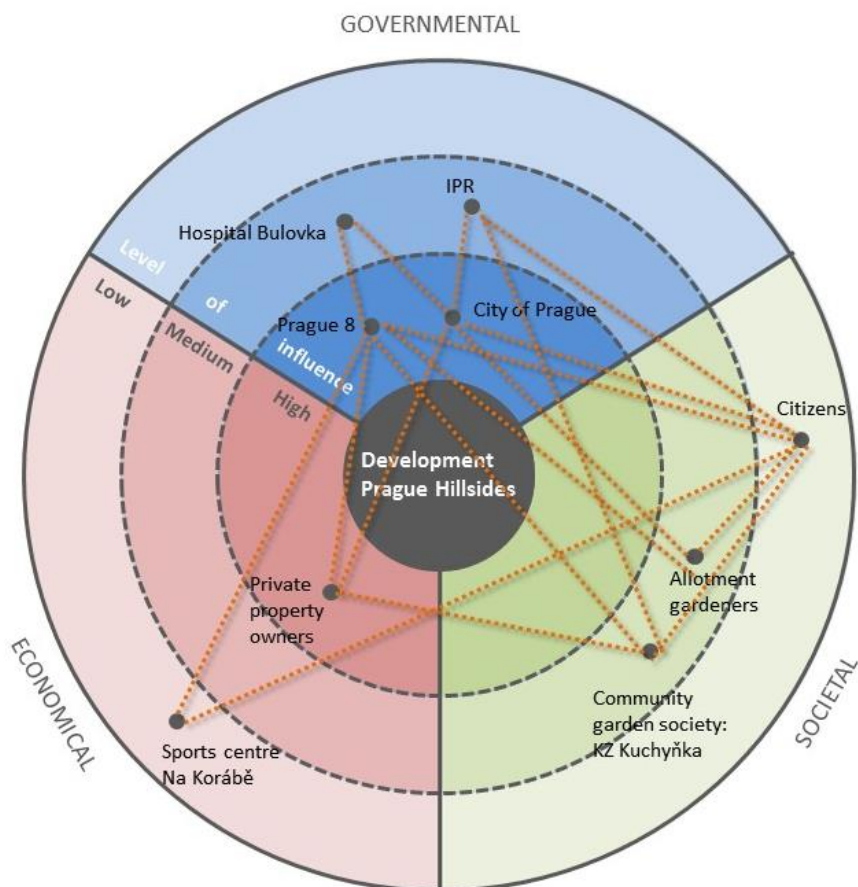 GOVERNMENTAL
IPR
Hospital Bulovka
Level
of
influence
Low
Medium
High
Prague 8
City of Prague
Citizens
Development
Prague Hillsides
Allotment
gardeners
Private
property
owners
Community
garden society:
KZ Kuchyňka
Sports centre
Na Korábě
ECONOMICAL
SOCIETAL